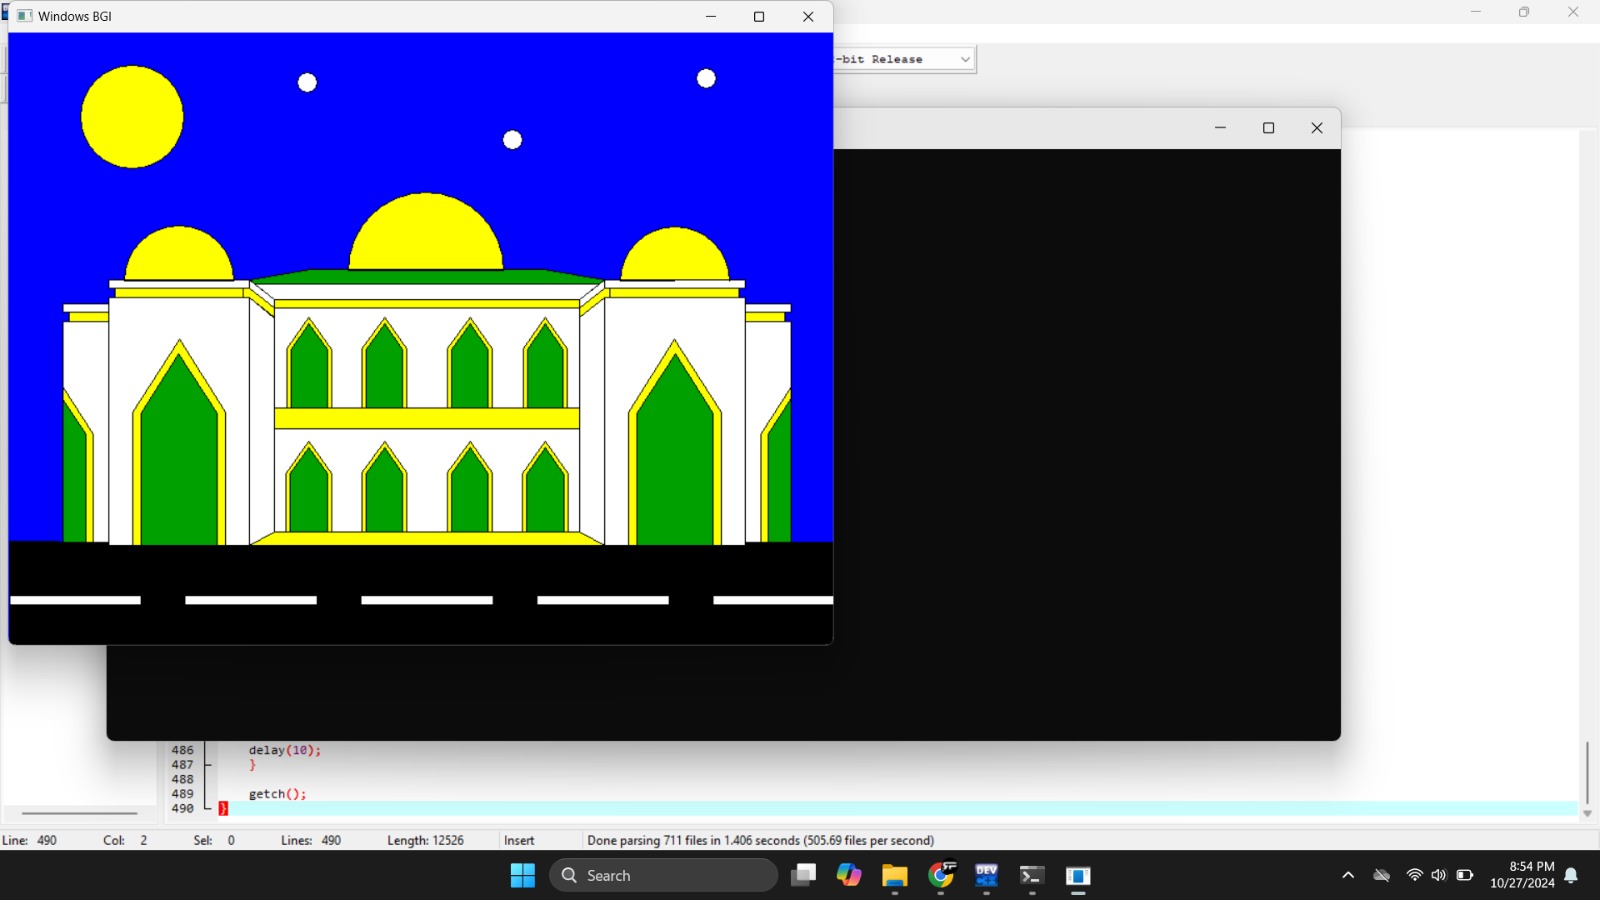 Windows BGI
-bit Release
486 delay(10);
487 }
488
489 getch();
490 }
Line: 490 Col: 2 Sel: 0 Lines: 490 Length: 12526 Insert Done parsing 711 files in 1.406 seconds (505.69 files per second)
Search
DEV
C++
8:54 PM
10/27/2024